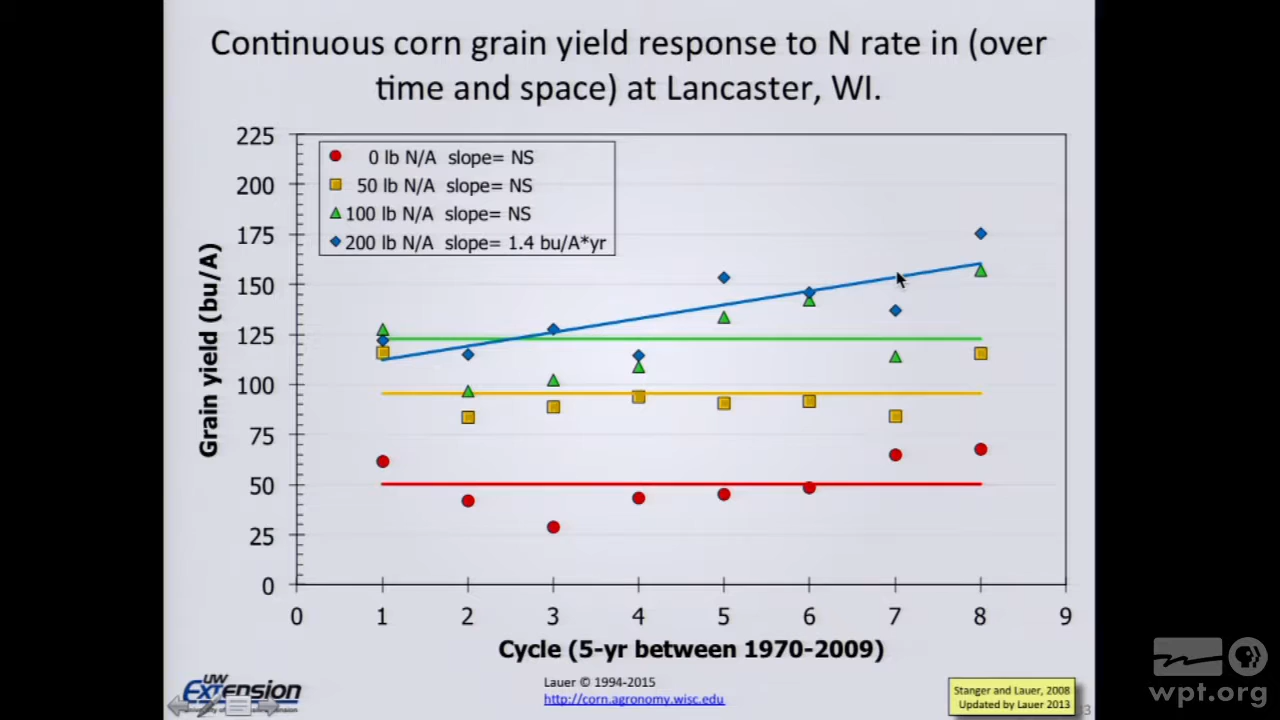 Continuous corn grain yield response to N rate in (over
time and space) at Lancaster, WI.
225
200
175
150
125
100
75
50
25
0
Grain yield (bu/A)
0 lb N/A slope= NS
50 lb N/A slope= NS
100 lb N/A slope= NS
200 lb N/A slope= 1.4 bu/A*yr
0 1 2 3 4 5 6 7 8 9
Cycle (5-yr between 1970-2009)
UW
Extension
Lauer © 1994-2015
http://corn.agronomy.wisc.edu
Stanger and Lauer, 2008
Updated by Lauer 2013
PBS
wpt.org